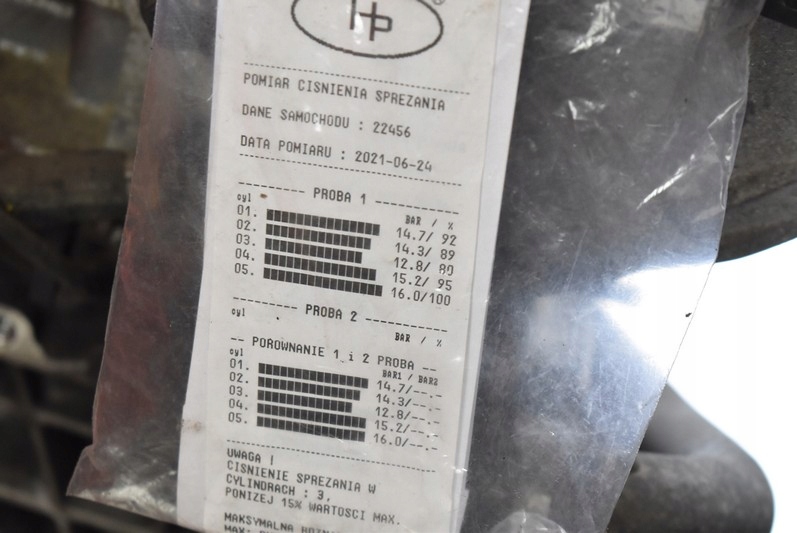 HP
®
POMIAR CISNIENIA SPREZANIA
DANE SAMOCHODU : 22456
DATA POMIARU : 2021-06-24
PROBA 1
cyl BAR / %
01. 14.7/ 92
02. 14.3/ 89
03. 12.8/ 80
04. 15.2/ 95
05. 16.0/100
PROBA 2
cyl BAR / %
-- POROWNANIE 1 i 2 PROBA --
cyl BAR1 / BAR2
01. 14.7/--.-
02. 14.3/--.-
03. 12.8/--.-
04. 15.2/--.-
05. 16.0/--.-
UWAGA !
CISNIENIE SPREZANIA W
CYLINDRACH : 3,
PONIZEJ 15% WARTOSCI MAX.
MAKSYMALNA
MAX: